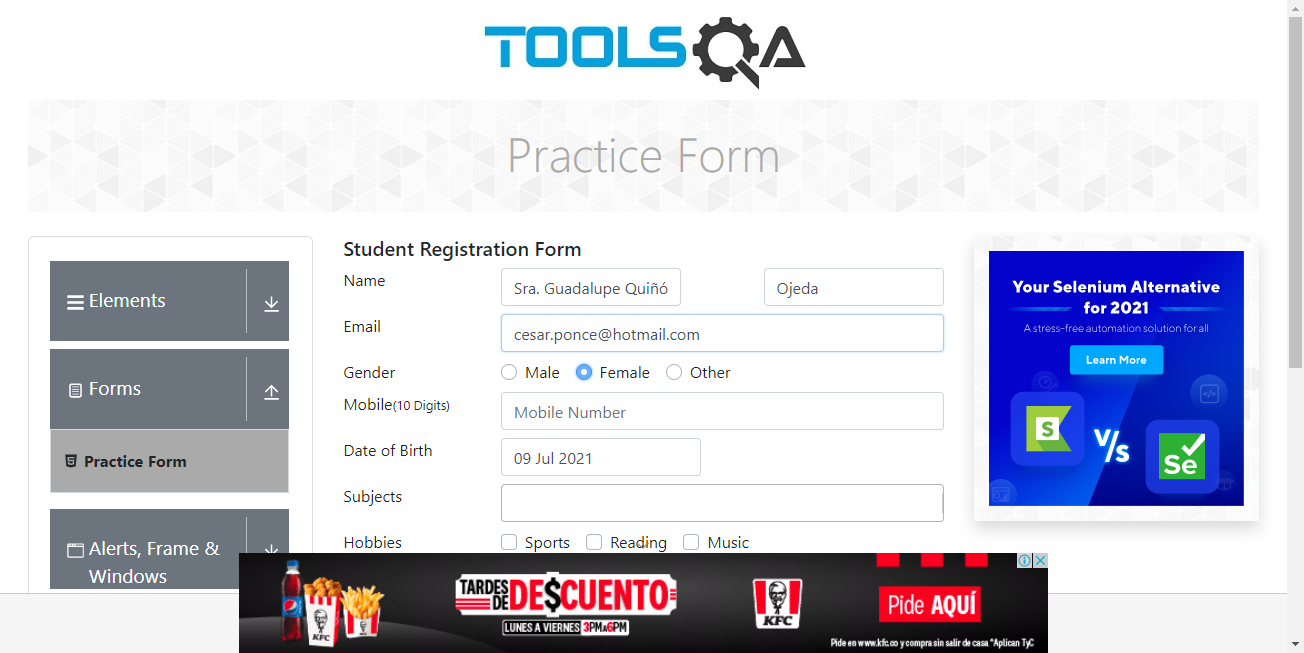 TOOLSQA
Practice Form
Elements
Forms
Practice Form
Alerts, Frame &
Windows
Student Registration Form
Name
Sra. Guadalupe Quiñó
Ojeda
Email
cesar.ponce@hotmail.com
Gender
Male
Female
Other
Mobile(10 Digits)
Mobile Number
Date of Birth
09 Jul 2021
Subjects
Hobbies
Sports
Reading
Music
Your Selenium Alternative
for 2021
A stress-free automation solution for all
Learn More
S
V/s
Se
KFC
KFC
TARDES
DE
DE$CUENTO
LUNES A VIERNES 3PM A 6PM
KFC
Pide AQUÍ
Pide en www.kfc.co y compra sin salir de casa *Aplican TyC